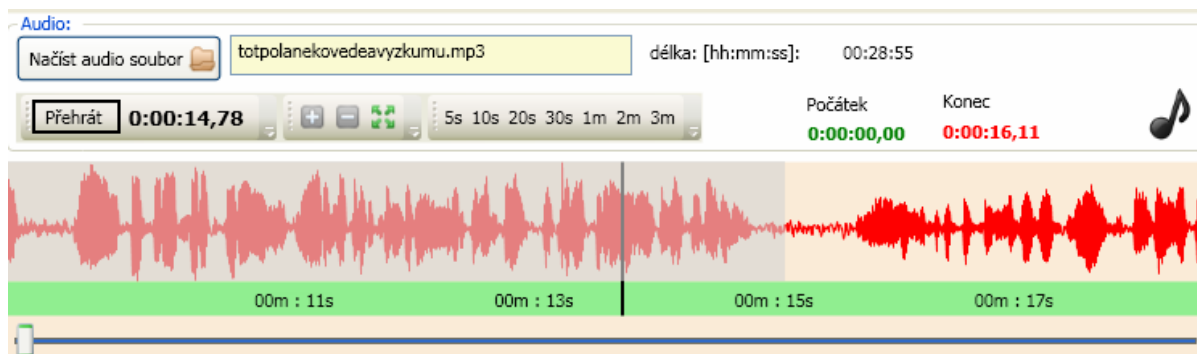 Audio:
Načíst audio soubor totpolanekovedeavyzkumu.mp3 délka: [hh:mm:ss]: 00:28:55
Počátek Konec
Přehrát 0:00:14,78 5s 10s 20s 30s 1m 2m 3m
0:00:00,00 0:00:16,11
00m : 11s 00m : 13s 00m : 15s 00m : 17s